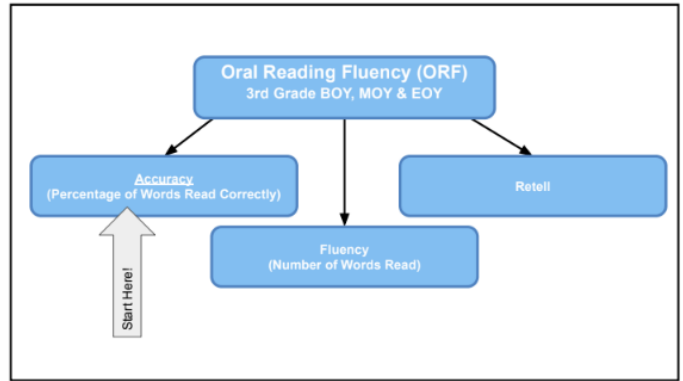 Oral Reading Fluency (ORF)
3rd Grade BOY, MOY & EOY
Accuracy
(Percentage of Words Read Correctly)
Retell
Fluency
(Number of Words Read)
Start Here!